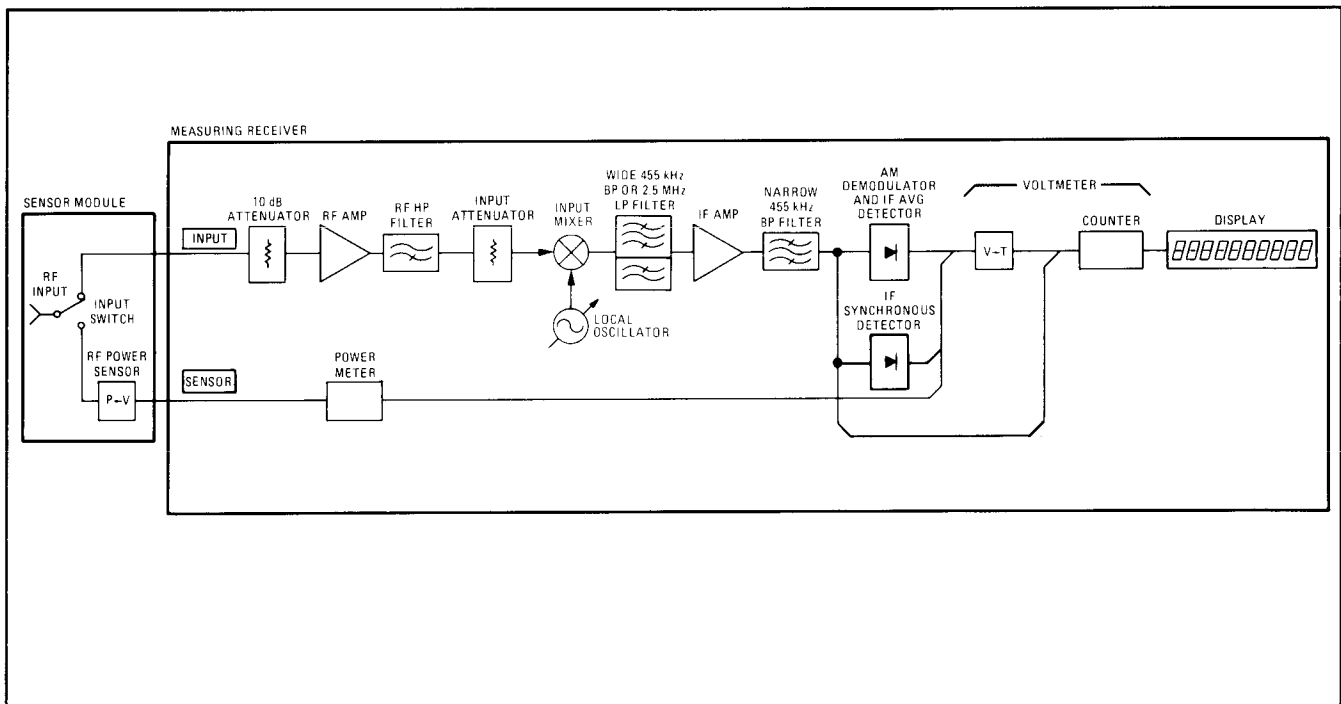 MEASURING RECEIVER
SENSOR MODULE
RF
INPUT
INPUT
SWITCH
RF POWER
SENSOR
P→V
INPUT
SENSOR
10 dB
ATTENUATOR
RF AMP
RF HP
FILTER
INPUT
ATTENUATOR
INPUT
MIXER
LOCAL
OSCILLATOR
WIDE 455 kHz
BP OR 2.5 MHz
LP FILTER
IF AMP
NARROW
455 kHz
BP FILTER
AM
DEMODULATOR
AND IF AVG
DETECTOR
IF
SYNCHRONOUS
DETECTOR
VOLTMETER
V→T
COUNTER
DISPLAY
POWER
METER